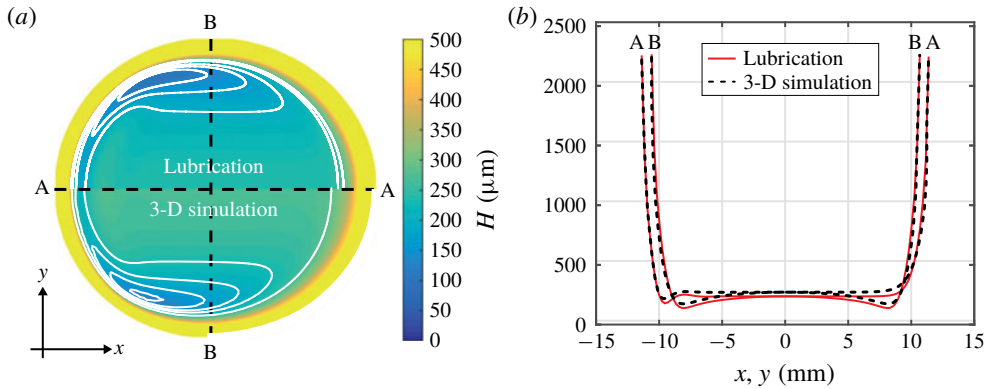 (a)
B
A
Lubrication
3-D simulation
A
B
y
x
500
450
400
350
300
250
200
150
100
50
0
H (μm)
(b)
2500
2000
1500
1000
500
0
A B
B A
Lubrication
3-D simulation
−15 −10 −5 0 5 10 15
x, y (mm)